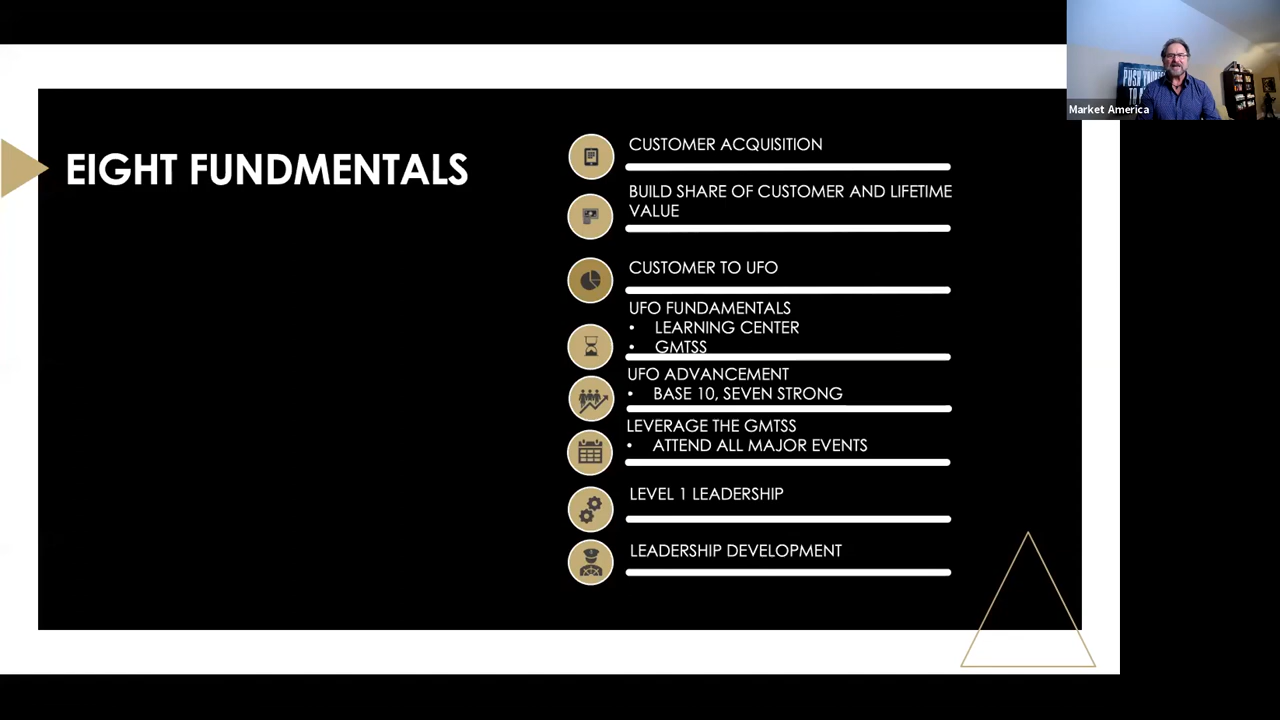 EIGHT FUNDMENTALS
CUSTOMER ACQUISITION
BUILD SHARE OF CUSTOMER AND LIFETIME
VALUE
CUSTOMER TO UFO
UFO FUNDAMENTALS
• LEARNING CENTER
• GMTSS
UFO ADVANCEMENT
• BASE 10, SEVEN STRONG
LEVERAGE THE GMTSS
• ATTEND ALL MAJOR EVENTS
LEVEL 1 LEADERSHIP
LEADERSHIP DEVELOPMENT
PUSH
TO
Market America